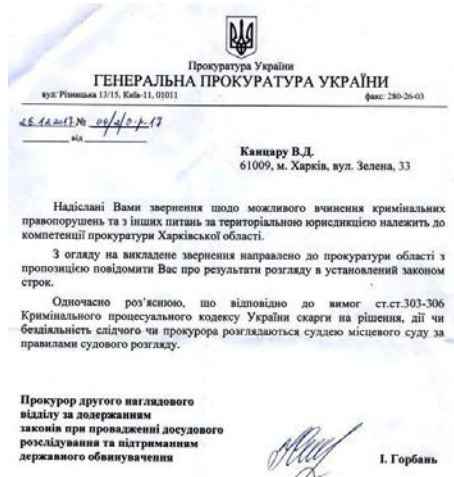 Прокуратура України
ГЕНЕРАЛЬНА ПРОКУРАТУРА УКРАЇНИ
вул. Різницька 13/15, Київ-11, 01011 факс: 280-26-03
26.12.2017 №
від
Канцару В.Д.
61009, м. Харків, вул. Зелена, 33
Надіслані Вами звернення щодо можливого вчинення кримінальних
правопорушень та з інших питань за територіальною юрисдикцією належить до
компетенції прокуратури Харківської області.
З огляду на викладене звернення направлено до прокуратури області з
пропозицією повідомити Вас про результати розгляду в установлений законом
строк.
Одночасно роз'яснюю, що відповідно до вимог ст.ст.303-306
Кримінального процесуального кодексу України скарги на рішення, дії чи
бездіяльність слідчого чи прокурора розглядаються суддею місцевого суду за
правилами судового розгляду.
Прокурор другого наглядового
відділу за додержанням
законів при провадженні досудового
розслідування та підтриманням
державного обвинувачення І. Горбань